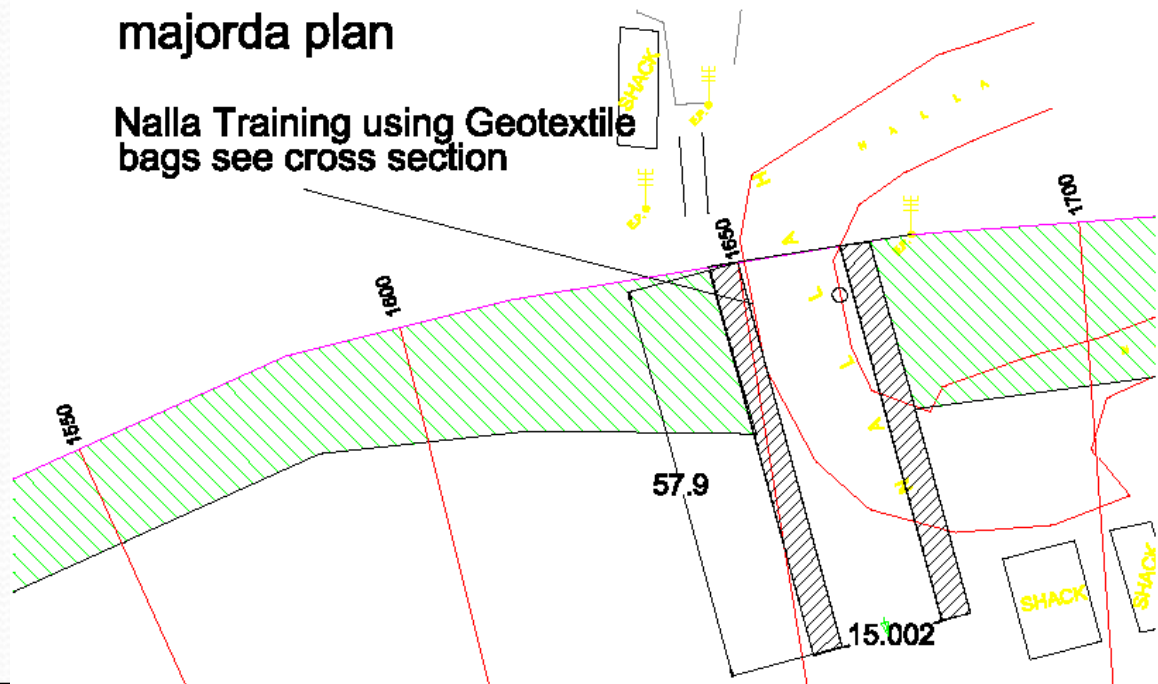 majorda plan
Nalla Training using Geotextile
bags see cross section
SHACK
E.P.
E.P.
N A L L A
N A L L A
E.P.
1550
1600
1650
1700
57.9
15.002
SHACK
SHACK
N